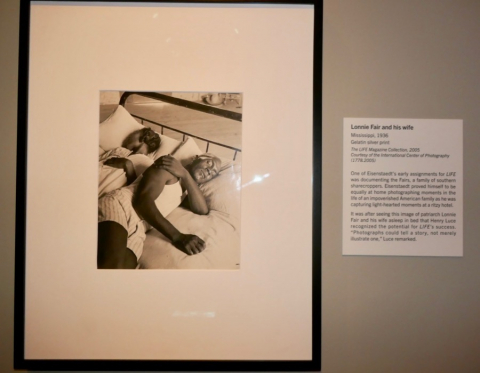 Lonnie Fair and his wife
Mississippi, 1936
Gelatin silver print
The LIFE Magazine Collection, 2005
Courtesy of the International Center of Photography
(1778.2005)
One of Eisenstaedt's early assignments for LIFE
was documenting the Fairs, a family of southern
sharecroppers. Eisenstaedt proved himself to be
equally at home photographing moments in the
life of an impoverished American family as he was
capturing light-hearted moments at a ritzy hotel.
It was after seeing this image of patriarch Lonnie
Fair and his wife asleep in bed that Henry Luce
recognized the potential for LIFE's success.
"Photographs could tell a story, not merely
illustrate one," Luce remarked.